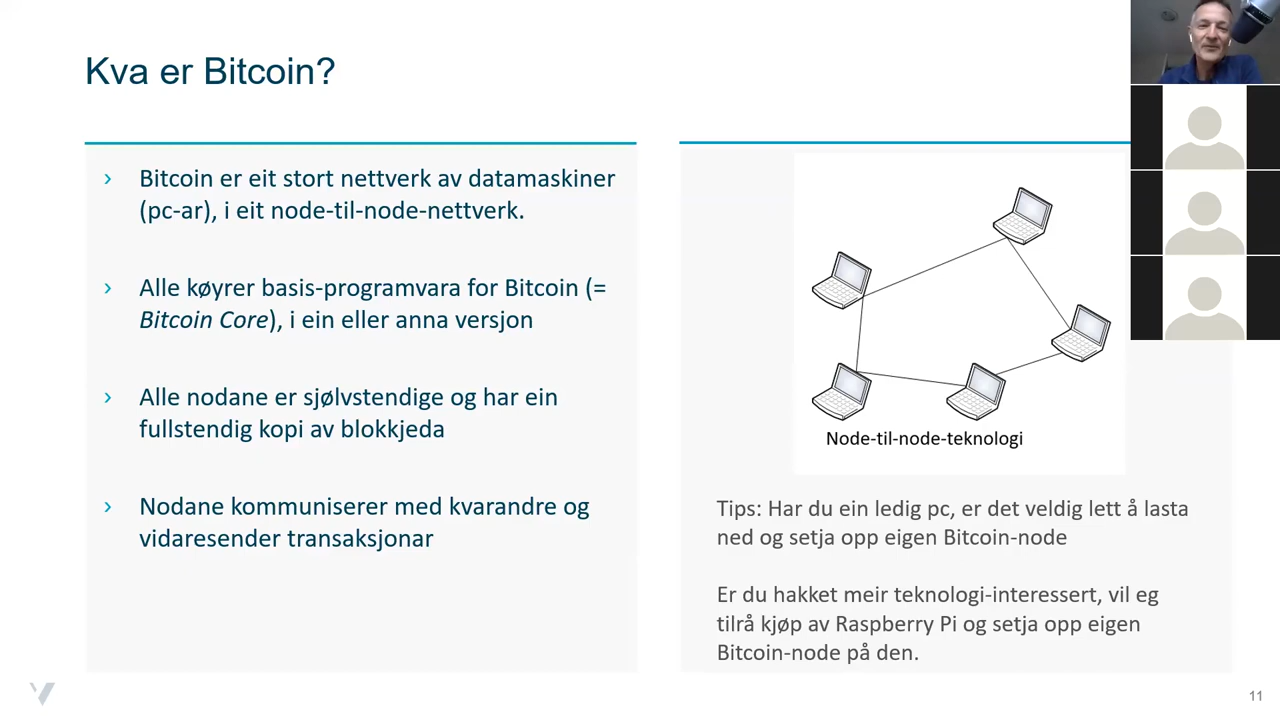 Kva er Bitcoin?
› Bitcoin er eit stort nettverk av datamaskiner
(pc-ar), i eit node-til-node-nettverk.
› Alle køyrer basis-programvara for Bitcoin (=
Bitcoin Core), i ein eller anna versjon
› Alle nodane er sjølvstendige og har ein
fullstendig kopi av blokkjeda
› Nodane kommuniserer med kvarandre og
vidaresender transaksjonar
Node-til-node-teknologi
Tips: Har du ein ledig pc, er det veldig lett å lasta
ned og setja opp eigen Bitcoin-node
Er du hakket meir teknologi-interessert, vil eg
tilrå kjøp av Raspberry Pi og setja opp eigen
Bitcoin-node på den.
11